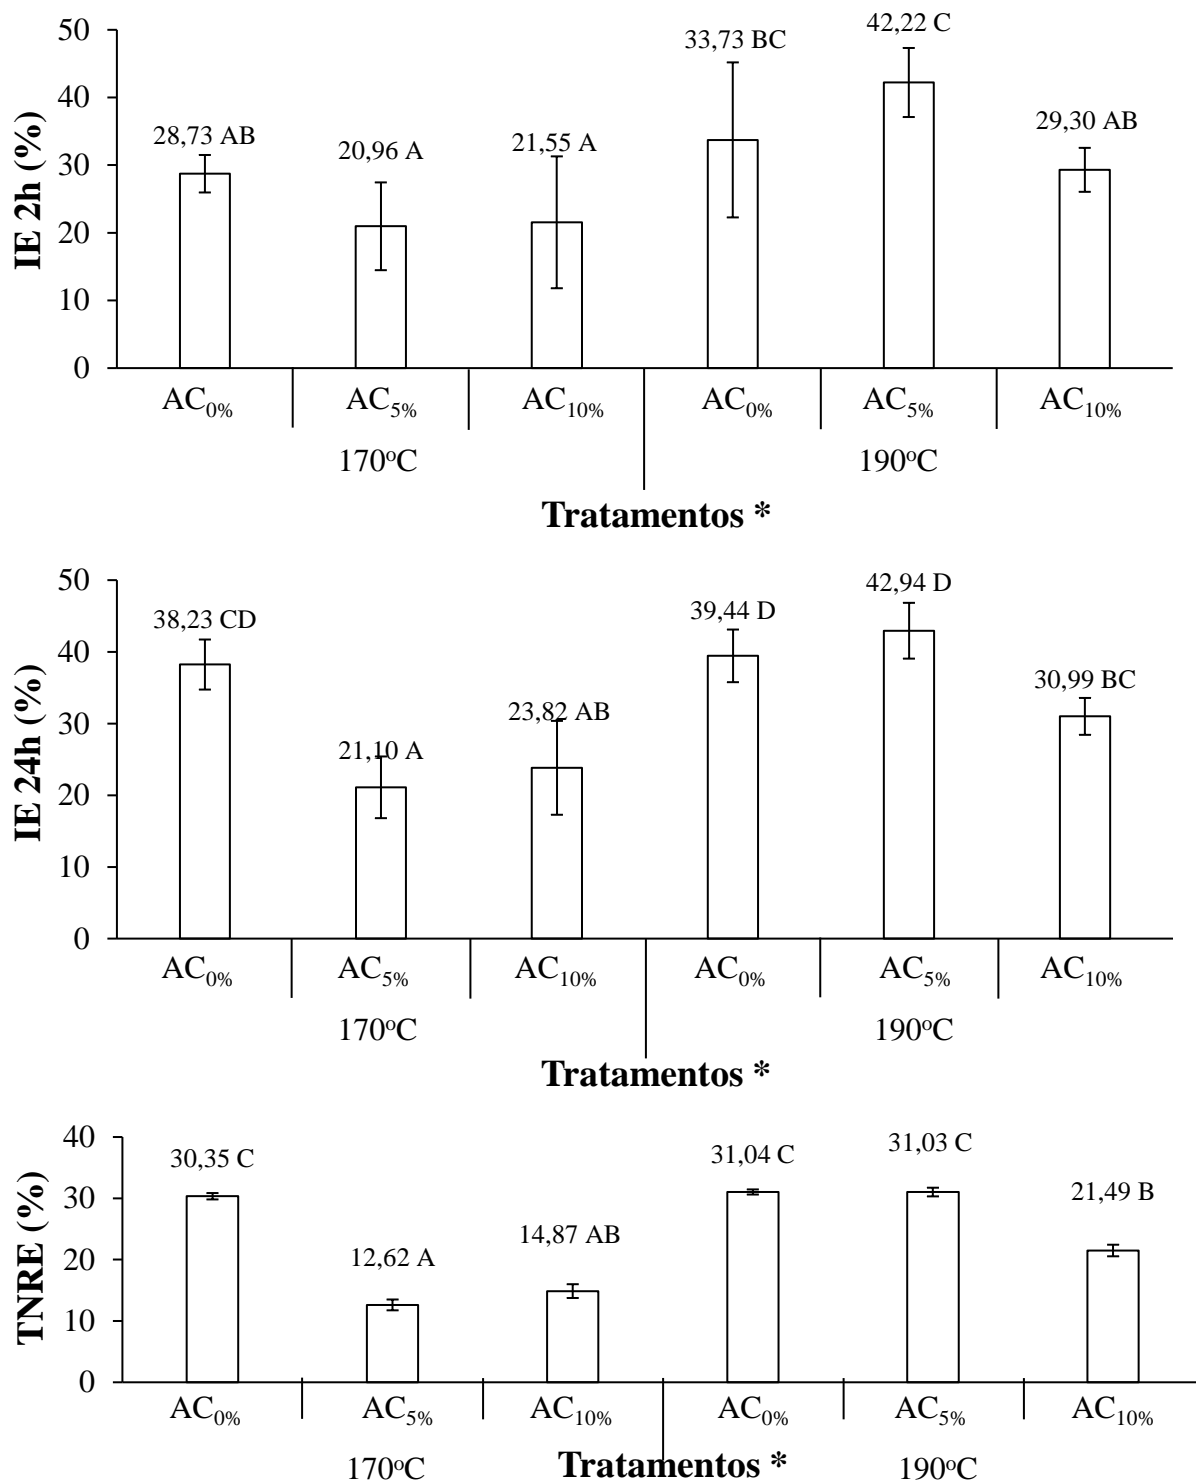 IE 2h (%)
50
40
30
20
10
0
28,73 AB
20,96 A
21,55 A
33,73 BC
42,22 C
29,30 AB
AC0% AC5% AC10% AC0% AC5% AC10%
170ºC 190ºC
Tratamentos *
IE 24h (%)
50
40
30
20
10
0
38,23 CD
21,10 A
23,82 AB
39,44 D
42,94 D
30,99 BC
AC0% AC5% AC10% AC0% AC5% AC10%
170ºC 190ºC
Tratamentos *
TNRE (%)
40
30
20
10
0
30,35 C
12,62 A
14,87 AB
31,04 C
31,03 C
21,49 B
AC0% AC5% AC10% AC0% AC5% AC10%
170ºC Tratamentos * 190ºC